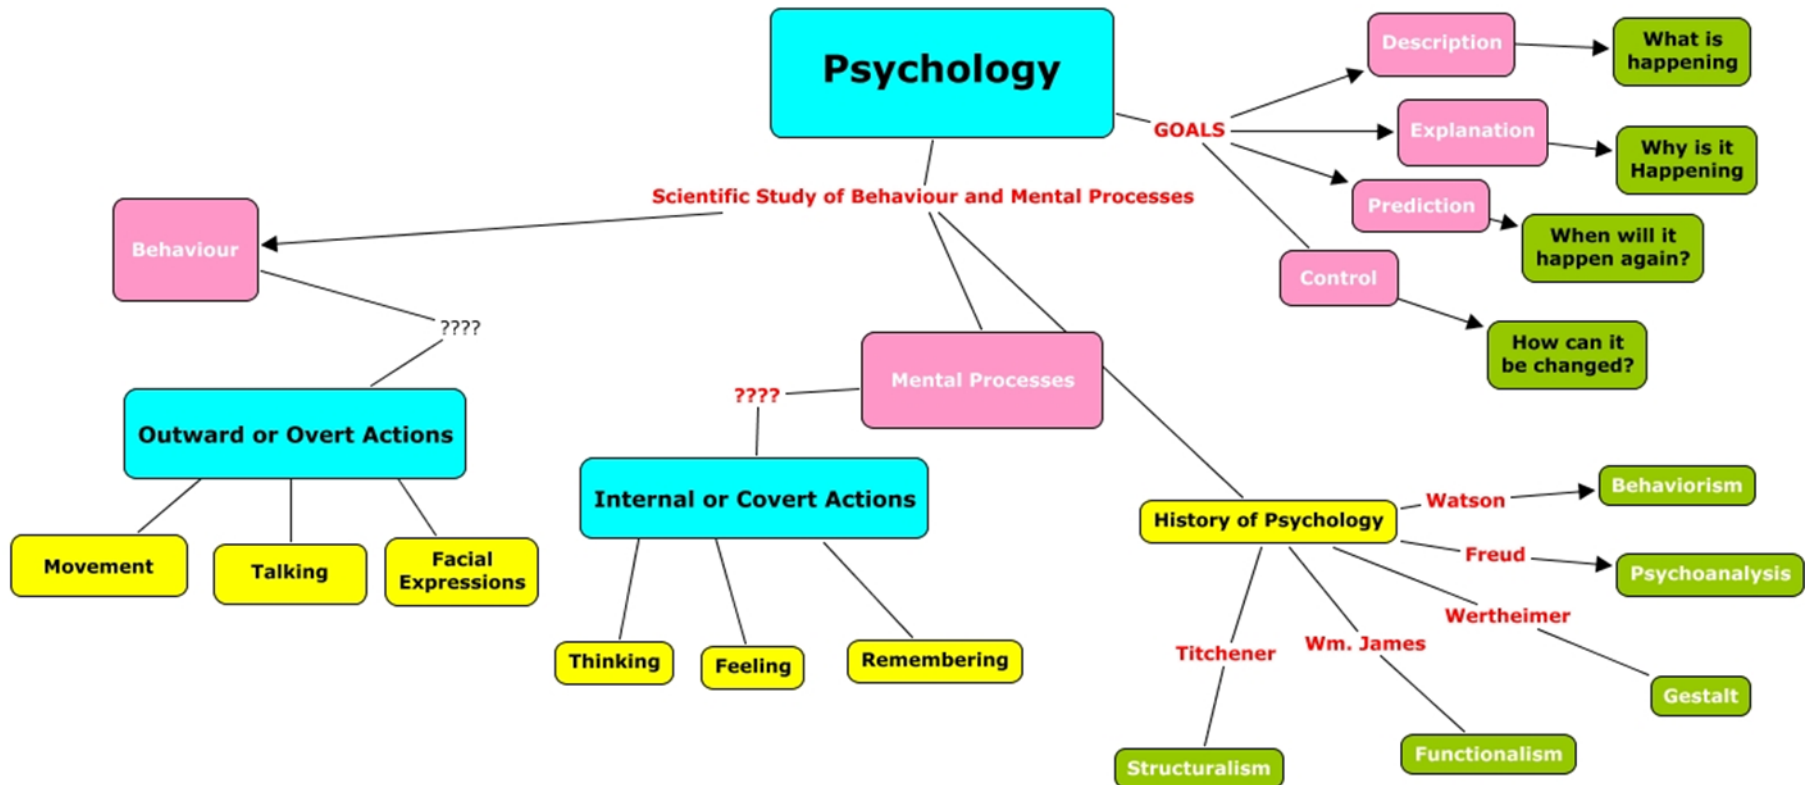 Psychology
GOALS
Description
What is
happening
Explanation
Why is it
Happening
Prediction
When will it
happen again?
Control
How can it
be changed?
Scientific Study of Behaviour and Mental Processes
Behaviour
????
Outward or Overt Actions
Movement
Talking
Facial
Expressions
Mental Processes
????
Internal or Covert Actions
Thinking
Feeling
Remembering
History of Psychology
Watson
Behaviorism
Freud
Psychoanalysis
Wertheimer
Gestalt
Wm. James
Functionalism
Titchener
Structuralism